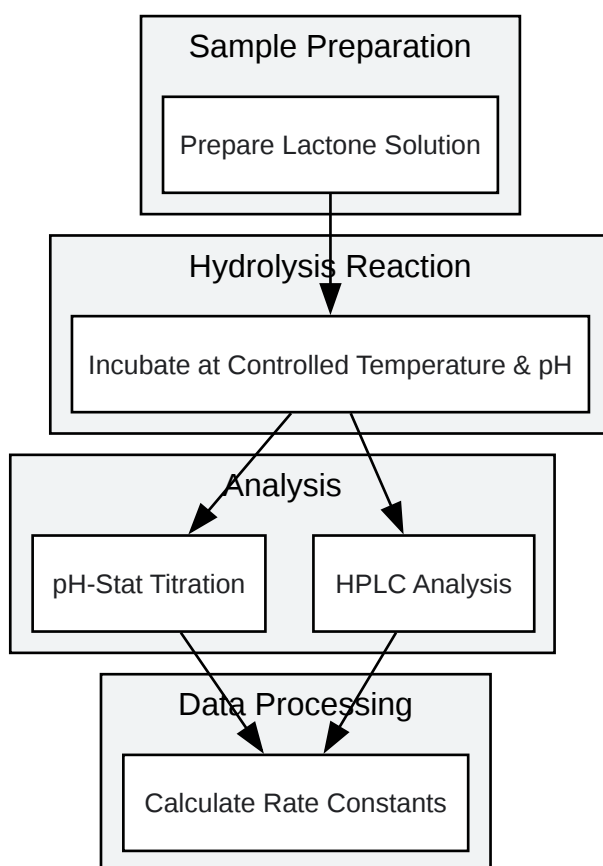 Sample Preparation
Prepare Lactone Solution
Hydrolysis Reaction
Incubate at Controlled Temperature & pH
Analysis
pH-Stat Titration
HPLC Analysis
Data Processing
Calculate Rate Constants